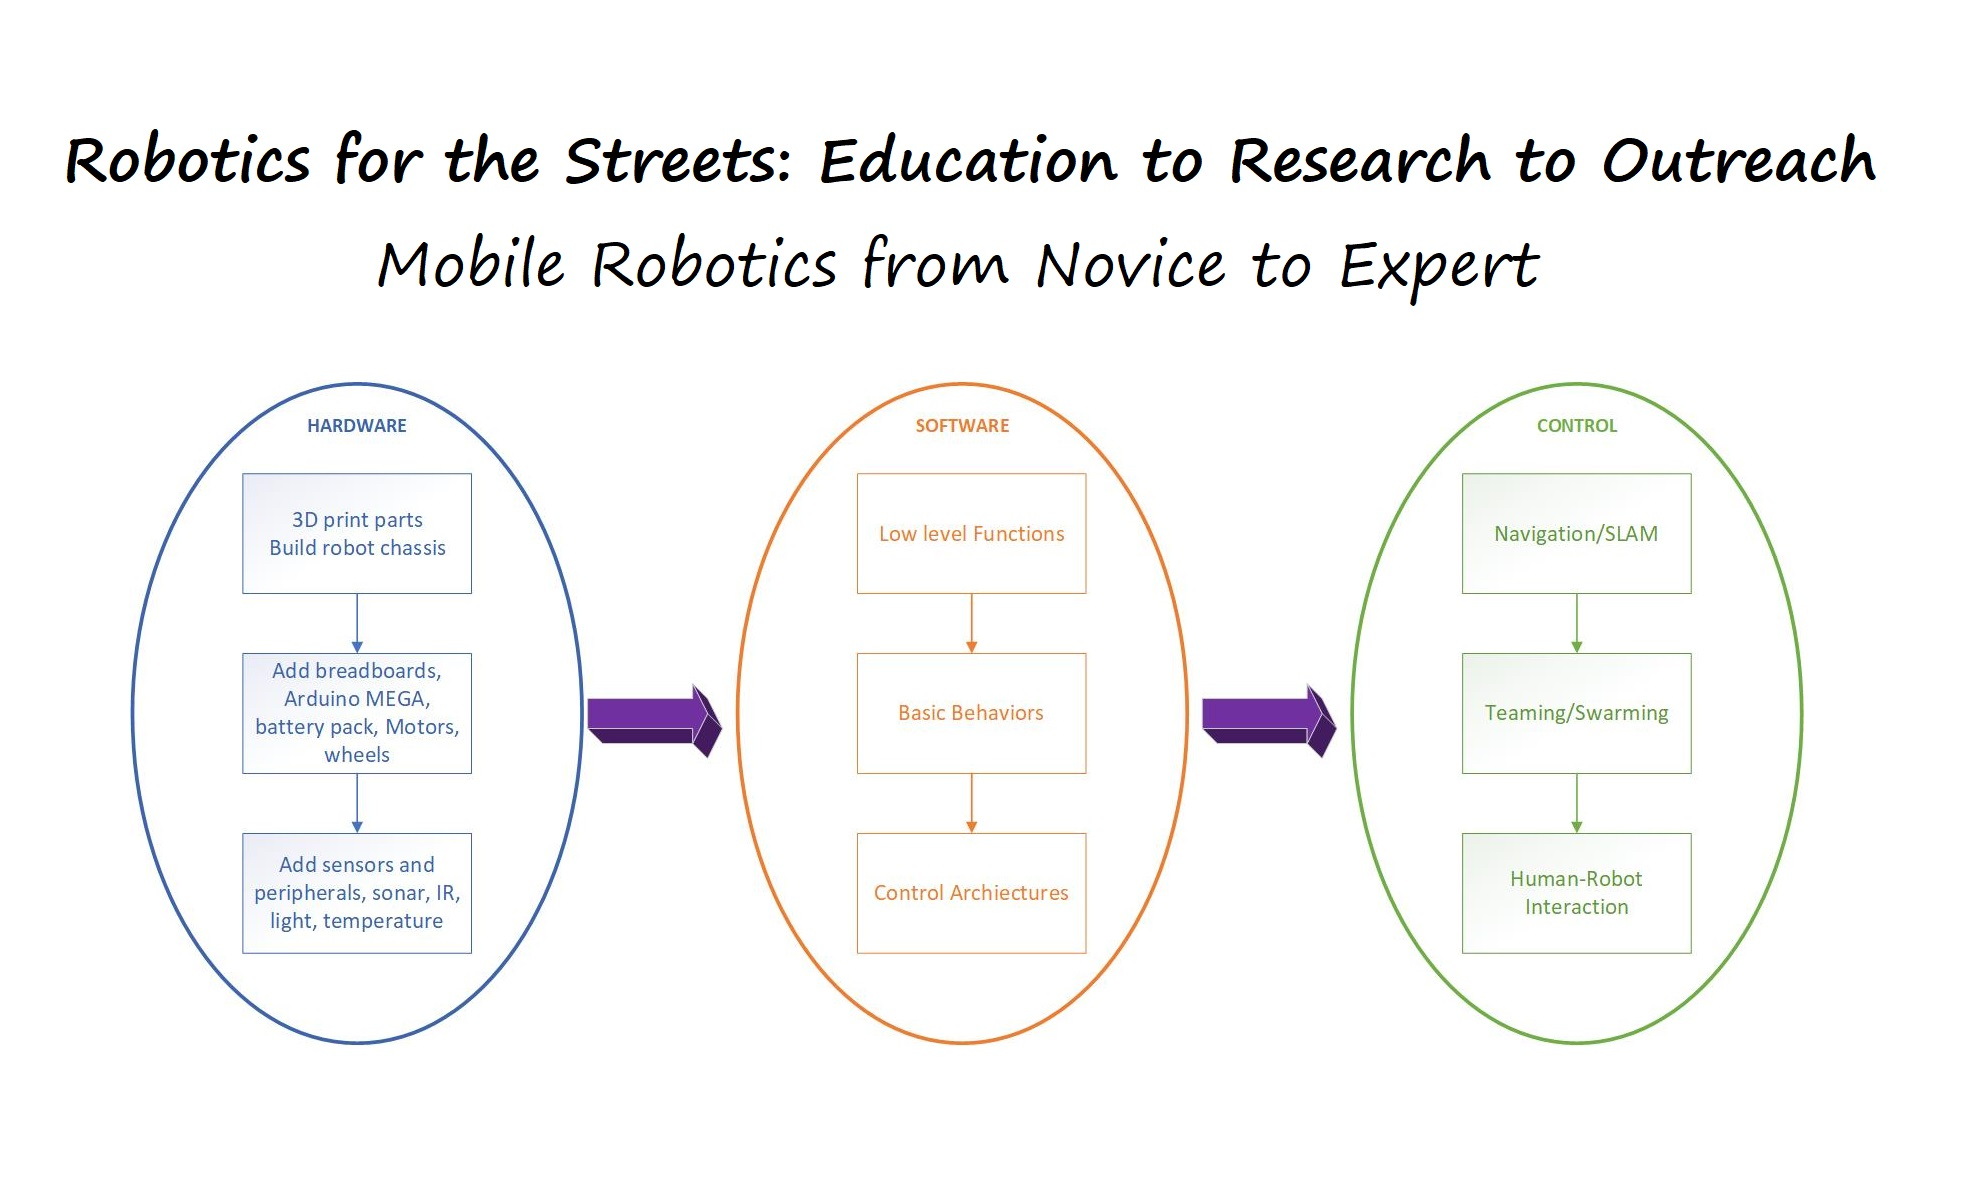 Robotics for the Streets: Education to Research to Outreach
Mobile Robotics from Novice to Expert
HARDWARE
3D print parts
Build robot chassis
Add breadboards,
Arduino MEGA,
battery pack, Motors,
wheels
Add sensors and
peripherals, sonar, IR,
light, temperature
SOFTWARE
Low level Functions
Basic Behaviors
Control Archiectures
CONTROL
Navigation/SLAM
Teaming/Swarming
Human-Robot
Interaction